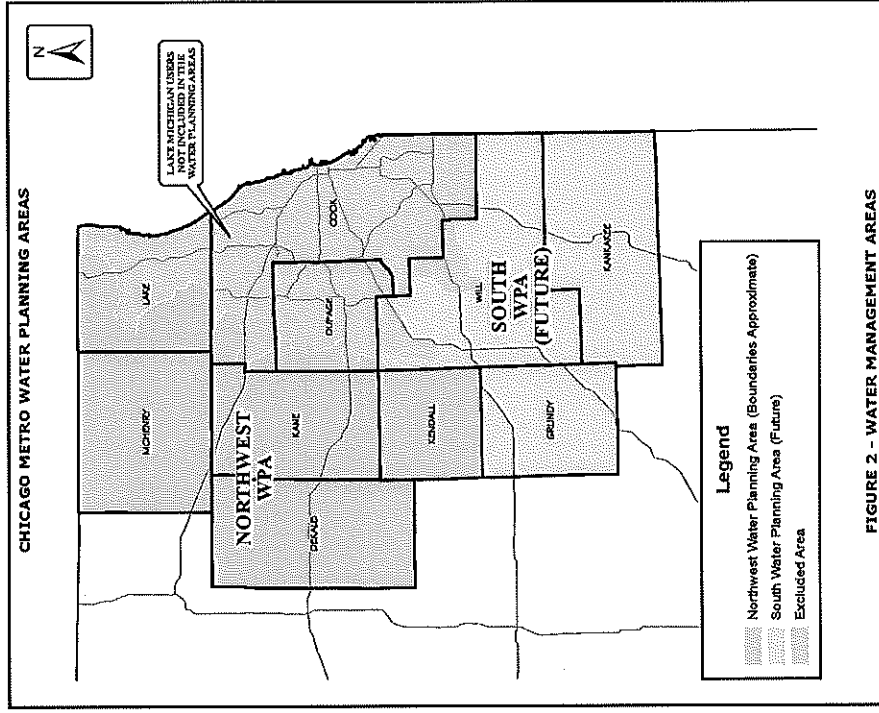 CHICAGO METRO WATER PLANNING AREAS
N
LAKE MICHIGAN USERS
NOT INCLUDED IN THE
WATER PLANNING AREAS
MCHENRY
LAKE
NORTHWEST
WPA
DEKALB
KANE
DUPAGE
COOK
KENDALL
WILL
SOUTH
WPA
(FUTURE)
GRUNDY
KANKAKEE
Legend
Northwest Water Planning Area (Boundaries Approximate)
South Water Planning Area (Future)
Excluded Area
FIGURE 2 - WATER MANAGEMENT AREAS